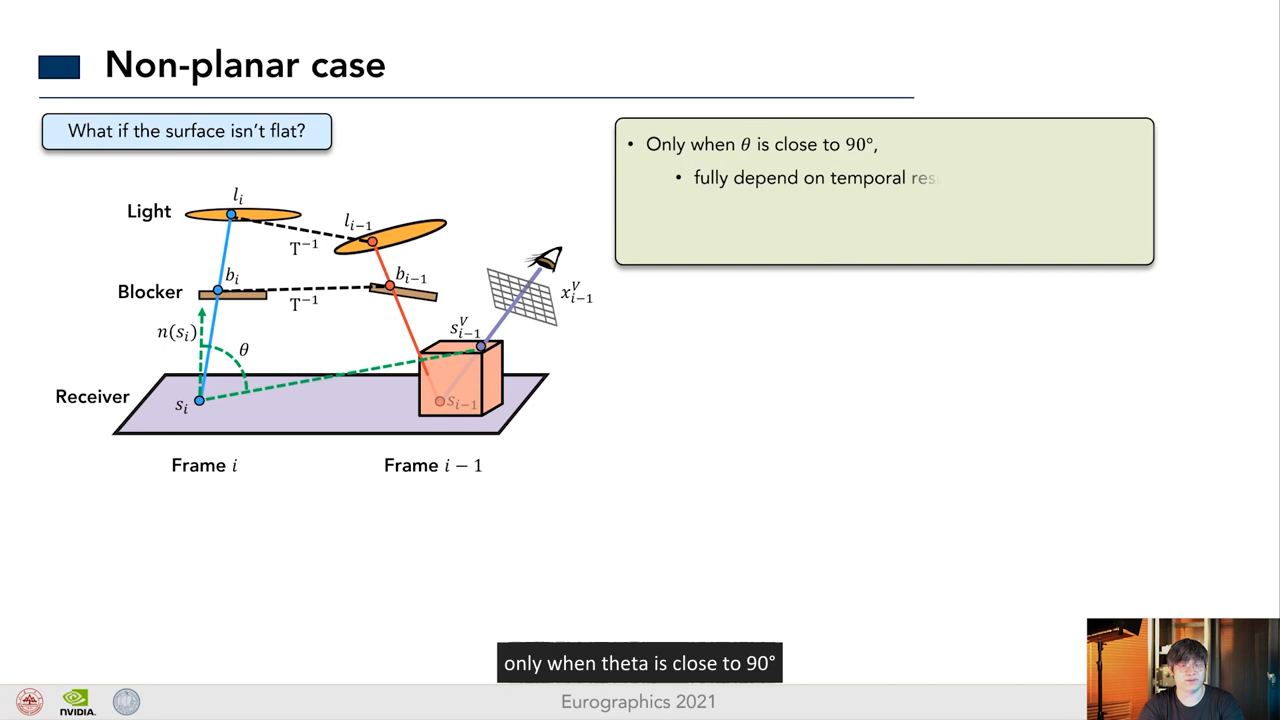 Non-planar case
What if the surface isn't flat?
• Only when θ is close to 90°,
• fully depend on temporal res
Light
l_i
l_{i−1}
T⁻¹
Blocker
b_i
b_{i−1}
T⁻¹
x^V_{i−1}
n(s_i)
θ
s^V_{i−1}
Receiver
s_i
s_{i−1}
Frame i
Frame i − 1
only when theta is close to 90°
NVIDIA.
Eurographics 2021